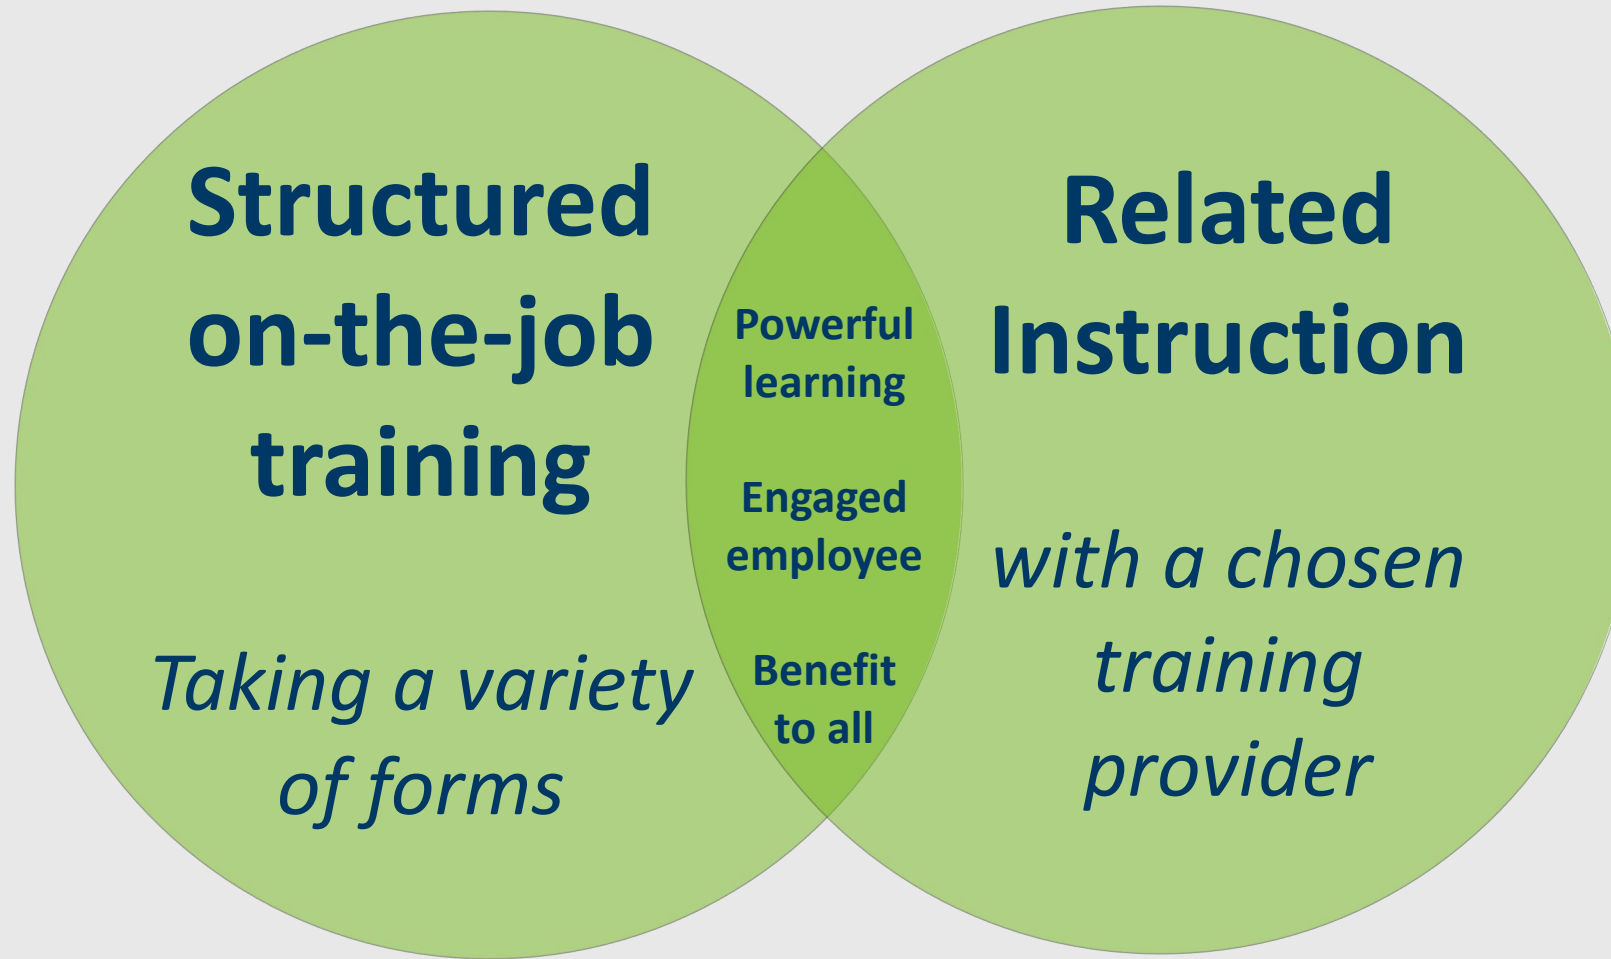 Structured
on-the-job
training
Taking a variety
of forms
Powerful
learning
Engaged
employee
Benefit
to all
Related
Instruction
with a chosen
training
provider